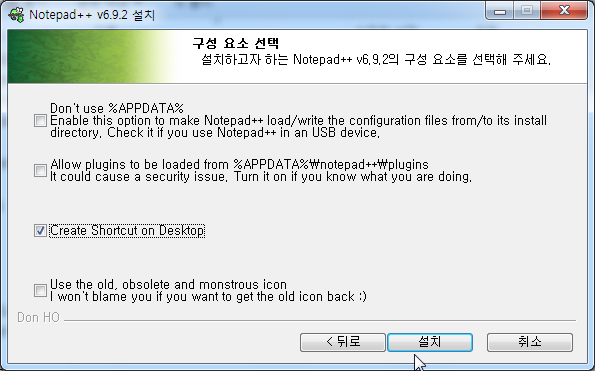 Notepad++ v6.9.2 설치
구성 요소 선택
설치하고자 하는 Notepad++ v6.9.2의 구성 요소를 선택해 주세요.
Don't use %APPDATA%
Enable this option to make Notepad++ load/write the configuration files from/to its install
directory. Check it if you use Notepad++ in an USB device.
Allow plugins to be loaded from %APPDATA%₩notepad++₩plugins
It could cause a security issue. Turn it on if you know what you are doing.
Create Shortcut on Desktop
Use the old, obsolete and monstrous icon
I won't blame you if you want to get the old icon back :)
Don HO
< 뒤로
설치
취소